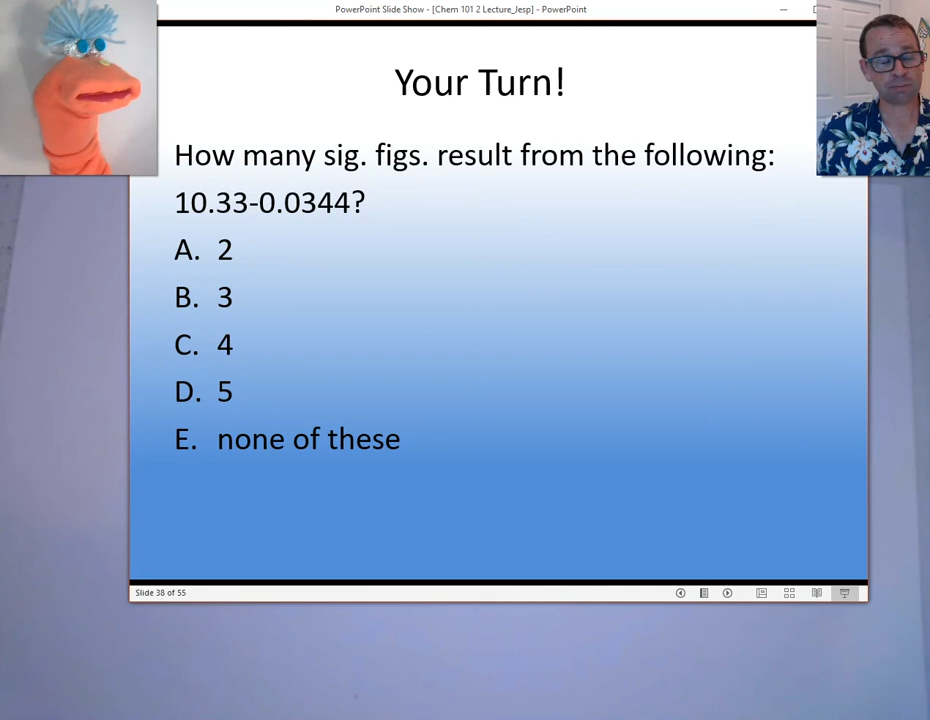 PowerPoint Slide Show - [Chem 101 2 Lecture_Jesp] - PowerPoint
Your Turn!
How many sig. figs. result from the following:
10.33-0.0344?
A. 2
B. 3
C. 4
D. 5
E. none of these
Slide 38 of 55